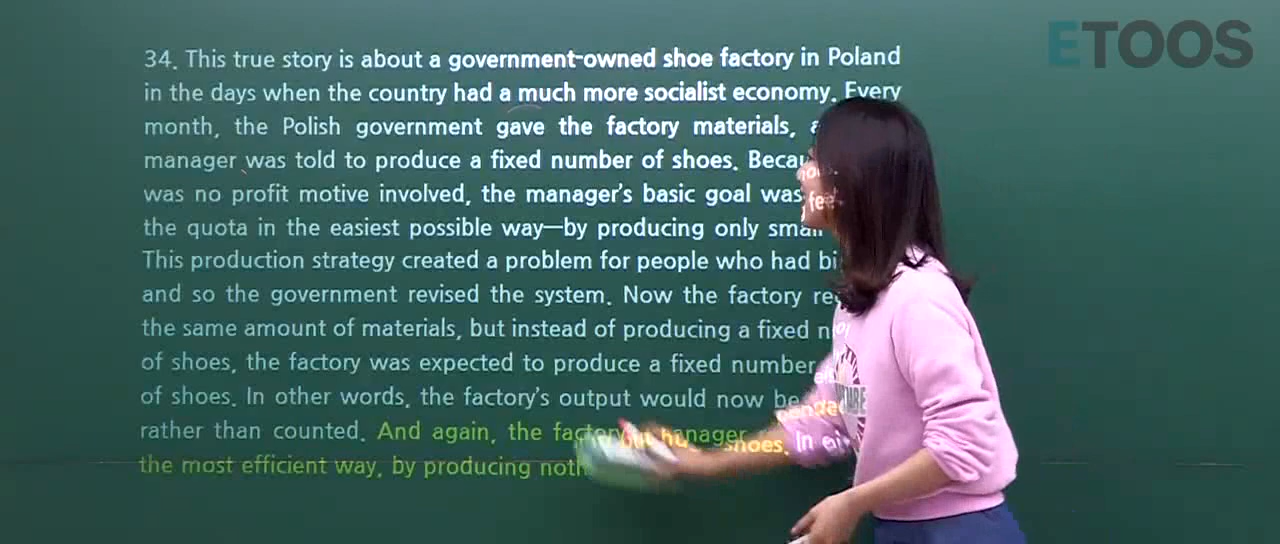 ETOOS
34. This true story is about a government-owned shoe factory in Poland
in the days when the country had a much more socialist economy. Every
month, the Polish government gave the factory materials,
manager was told to produce a fixed number of shoes.
was no profit motive involved, the manager's basic goal was
the quota in the easiest possible way—by producing only
This production strategy created a problem for people who had
and so the government revised the system. Now the factory
the same amount of materials, but instead of producing a fixed
of shoes, the factory was expected to produce a fixed number
of shoes. In other words, the factory's output would now be
rather than counted. And again, the factory manager
the most efficient way, by producing but huge shoes. In